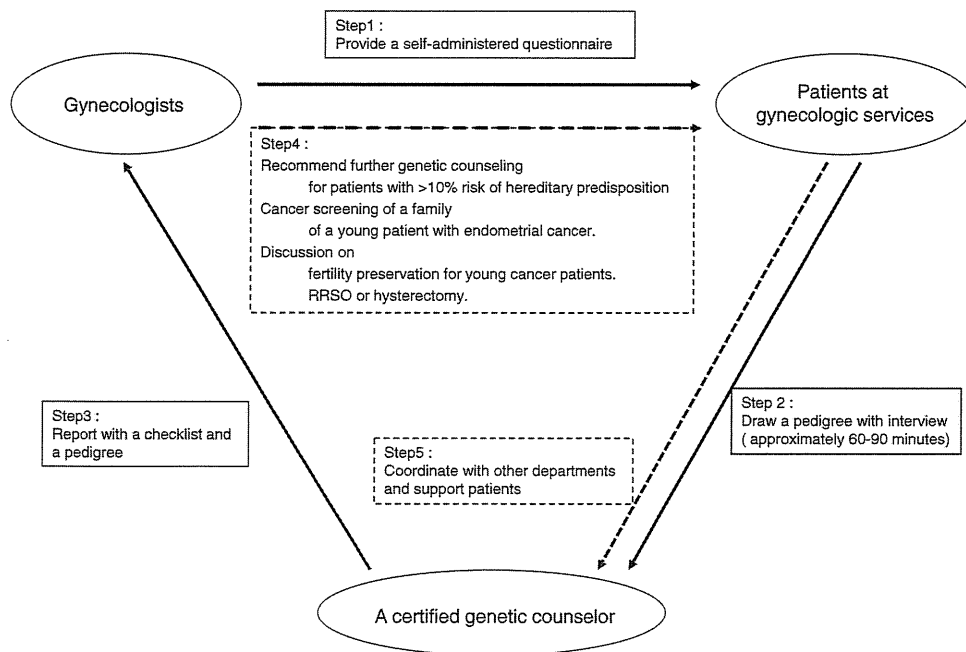 Step1 :
Provide a self-administered questionnaire
Gynecologists
Patients at
gynecologic services
Step4 :
Recommend further genetic counseling
for patients with >10% risk of hereditary predisposition
Cancer screening of a family
of a young patient with endometrial cancer.
Discussion on
fertility preservation for young cancer patients.
RRSO or hysterectomy.
Step3 :
Report with a checklist and
a pedigree
Step 2 :
Draw a pedigree with interview
( approximately 60-90 minutes)
Step5 :
Coordinate with other departments
and support patients
A certified genetic counselor